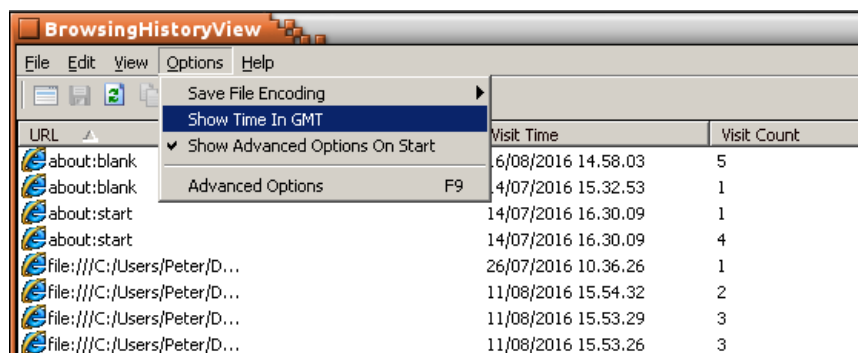 BrowsingHistoryView
File Edit View Options Help
Save File Encoding
Show Time In GMT
Show Advanced Options On Start
Advanced Options F9
URL Visit Time Visit Count
about:blank 6/08/2016 14.58.03 5
about:blank 4/07/2016 15.32.53 1
about:start 14/07/2016 16.30.09 1
about:start 14/07/2016 16.30.09 4
file:///C:/Users/Peter/D... 26/07/2016 10.36.26 1
file:///C:/Users/Peter/D... 11/08/2016 15.54.32 2
file:///C:/Users/Peter/D... 11/08/2016 15.53.29 3
file:///C:/Users/Peter/D... 11/08/2016 15.53.26 3